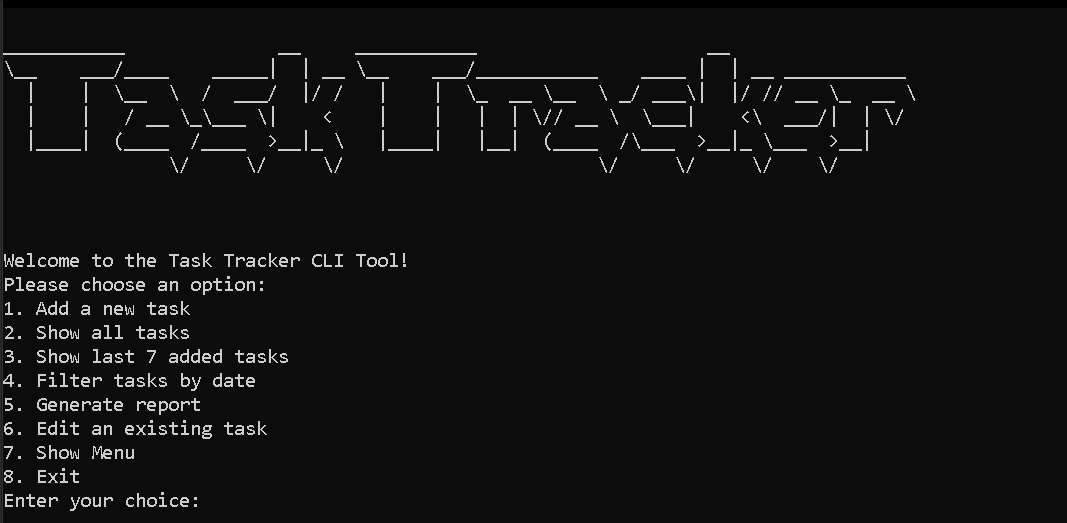 Task Tracker
Welcome to the Task Tracker CLI Tool!
Please choose an option:
1. Add a new task
2. Show all tasks
3. Show last 7 added tasks
4. Filter tasks by date
5. Generate report
6. Edit an existing task
7. Show Menu
8. Exit
Enter your choice: